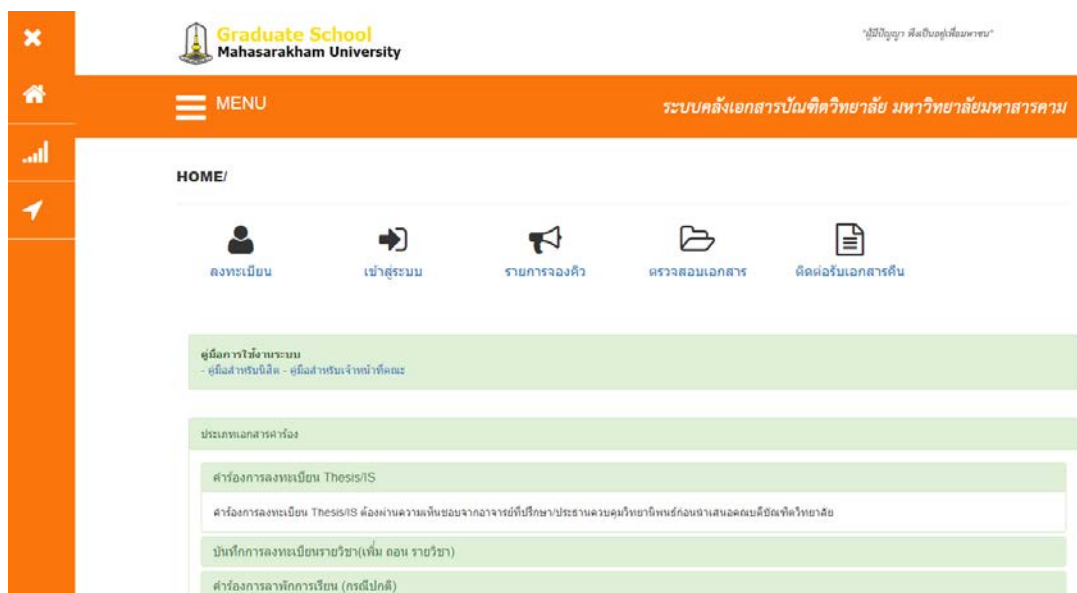 Graduate School
Mahasarakham University
"ผู้มีปัญญา พึงเป็นอยู่เพื่อมหาชน"
MENU
ระบบคลังเอกสารบัณฑิตวิทยาลัย มหาวิทยาลัยมหาสารคาม
HOME/
ลงทะเบียน
เข้าสู่ระบบ
รายการจองคิว
ตรวจสอบเอกสาร
ติดต่อรับเอกสารคืน
คู่มือการใช้งานระบบ
- คู่มือสำหรับนิสิต - คู่มือสำหรับเจ้าหน้าที่คณะ
ประเภทเอกสารคำร้อง
คำร้องการลงทะเบียน Thesis/IS
คำร้องการลงทะเบียน Thesis/IS ต้องผ่านความเห็นชอบจากอาจารย์ที่ปรึกษา/ประธานควบคุมวิทยานิพนธ์ก่อนนำเสนอคณบดีบัณฑิตวิทยาลัย
บันทึกการลงทะเบียนรายวิชา(เพิ่ม ถอน รายวิชา)
คำร้องการลาพักการเรียน (กรณีปกติ)